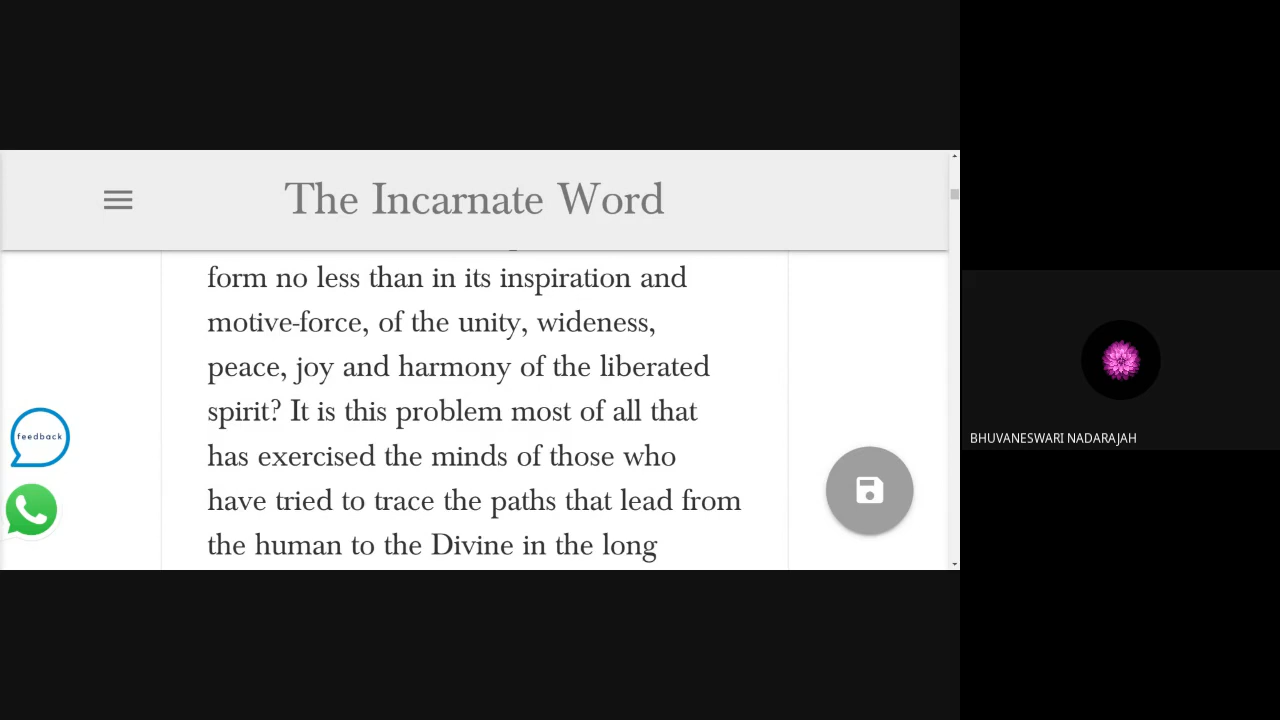 The Incarnate Word
form no less than in its inspiration and
motive-force, of the unity, wideness,
peace, joy and harmony of the liberated
spirit? It is this problem most of all that
has exercised the minds of those who
have tried to trace the paths that lead from
the human to the Divine in the long
feedback
BHUVANESWARI NADARAJAH